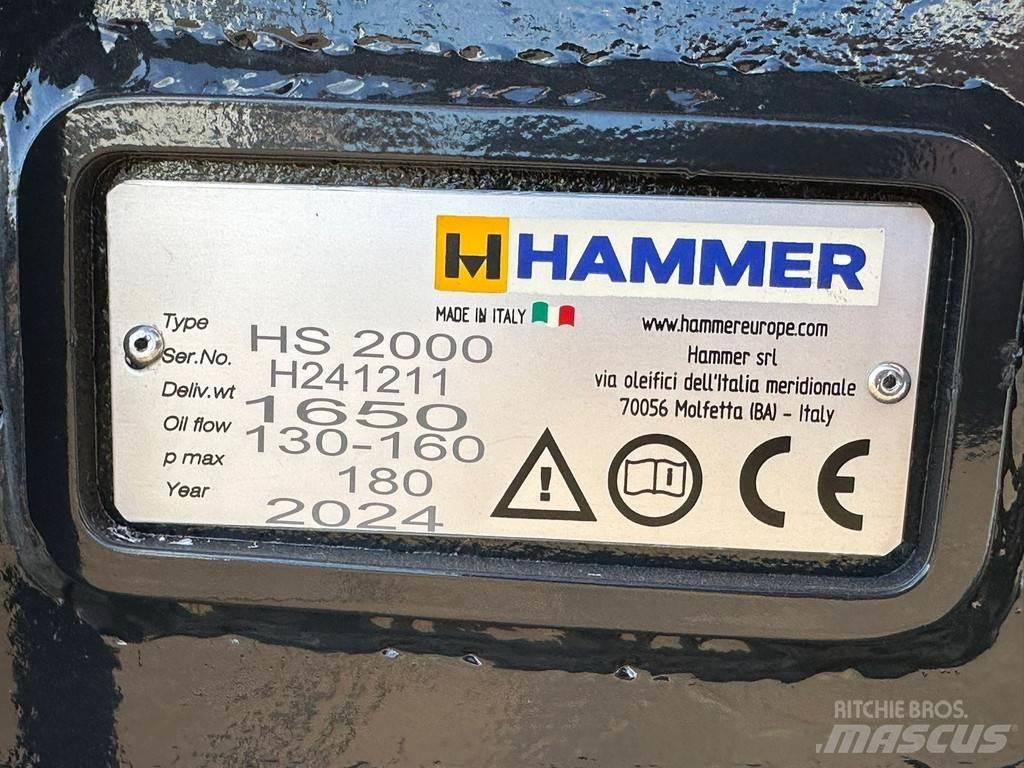 H HAMMER
MADE IN ITALY
www.hammereurope.com
Hammer srl
via oleifici dell'Italia meridionale
70056 Molfetta (BA) - Italy
Type HS 2000
Ser.No. H241211
Deliv.wt 1650
Oil flow 130-160
p max 180
Year 2024
CE
RITCHIE BROS.
MASCUS